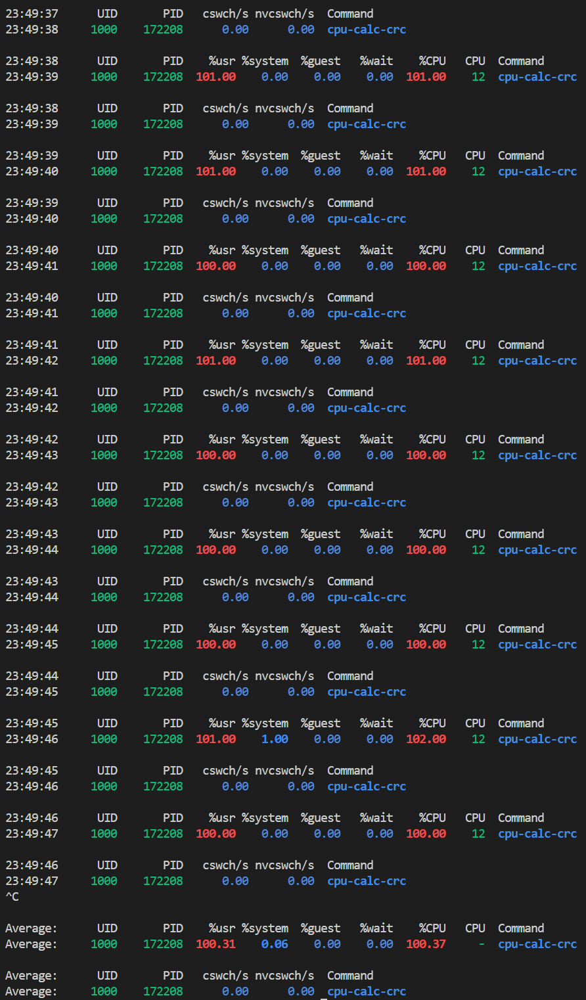 23:49:37      UID       PID   cswch/s nvcswch/s  Command
23:49:38     1000    172208      0.00      0.00  cpu-calc-crc

23:49:38      UID       PID    %usr %system  %guest   %wait    %CPU   CPU  Command
23:49:39     1000    172208  101.00    0.00    0.00    0.00  101.00    12  cpu-calc-crc

23:49:38      UID       PID   cswch/s nvcswch/s  Command
23:49:39     1000    172208      0.00      0.00  cpu-calc-crc

23:49:39      UID       PID    %usr %system  %guest   %wait    %CPU   CPU  Command
23:49:40     1000    172208  101.00    0.00    0.00    0.00  101.00    12  cpu-calc-crc

23:49:39      UID       PID   cswch/s nvcswch/s  Command
23:49:40     1000    172208      0.00      0.00  cpu-calc-crc

23:49:40      UID       PID    %usr %system  %guest   %wait    %CPU   CPU  Command
23:49:41     1000    172208  100.00    0.00    0.00    0.00  100.00    12  cpu-calc-crc

23:49:40      UID       PID   cswch/s nvcswch/s  Command
23:49:41     1000    172208      0.00      0.00  cpu-calc-crc

23:49:41      UID       PID    %usr %system  %guest   %wait    %CPU   CPU  Command
23:49:42     1000    172208  101.00    0.00    0.00    0.00  101.00    12  cpu-calc-crc

23:49:41      UID       PID   cswch/s nvcswch/s  Command
23:49:42     1000    172208      0.00      0.00  cpu-calc-crc

23:49:42      UID       PID    %usr %system  %guest   %wait    %CPU   CPU  Command
23:49:43     1000    172208  100.00    0.00    0.00    0.00  100.00    12  cpu-calc-crc

23:49:42      UID       PID   cswch/s nvcswch/s  Command
23:49:43     1000    172208      0.00      0.00  cpu-calc-crc

23:49:43      UID       PID    %usr %system  %guest   %wait    %CPU   CPU  Command
23:49:44     1000    172208  100.00    0.00    0.00    0.00  100.00    12  cpu-calc-crc

23:49:43      UID       PID   cswch/s nvcswch/s  Command
23:49:44     1000    172208      0.00      0.00  cpu-calc-crc

23:49:44      UID       PID    %usr %system  %guest   %wait    %CPU   CPU  Command
23:49:45     1000    172208  100.00    0.00    0.00    0.00  100.00    12  cpu-calc-crc

23:49:44      UID       PID   cswch/s nvcswch/s  Command
23:49:45     1000    172208      0.00      0.00  cpu-calc-crc

23:49:45      UID       PID    %usr %system  %guest   %wait    %CPU   CPU  Command
23:49:46     1000    172208  101.00    1.00    0.00    0.00  102.00    12  cpu-calc-crc

23:49:45      UID       PID   cswch/s nvcswch/s  Command
23:49:46     1000    172208      0.00      0.00  cpu-calc-crc

23:49:46      UID       PID    %usr %system  %guest   %wait    %CPU   CPU  Command
23:49:47     1000    172208  100.00    0.00    0.00    0.00  100.00    12  cpu-calc-crc

23:49:46      UID       PID   cswch/s nvcswch/s  Command
23:49:47     1000    172208      0.00      0.00  cpu-calc-crc
^C

Average:      UID       PID    %usr %system  %guest   %wait    %CPU   CPU  Command
Average:     1000    172208  100.31    0.06    0.00    0.00  100.37     -  cpu-calc-crc

Average:      UID       PID   cswch/s nvcswch/s  Command
Average:     1000    172208      0.00      0.00  cpu-calc-crc